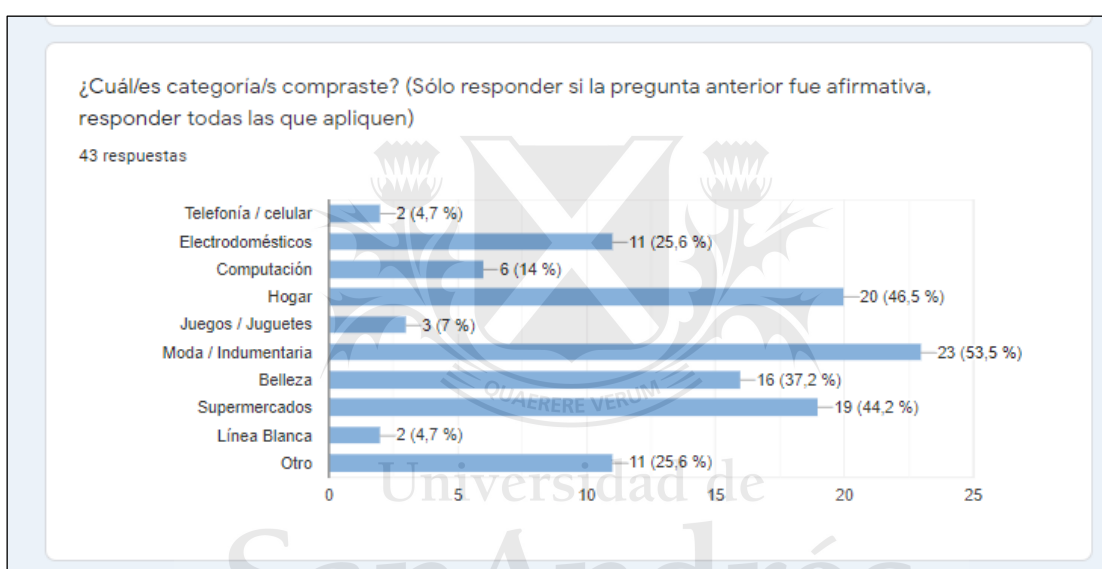 ¿Cuál/es categoría/s compraste? (Sólo responder si la pregunta anterior fue afirmativa,
responder todas las que apliquen)
43 respuestas
Telefonía / celular 2 (4,7 %)
Electrodomésticos 11 (25,6 %)
Computación 6 (14 %)
Hogar 20 (46,5 %)
Juegos / Juguetes 3 (7 %)
Moda / Indumentaria 23 (53,5 %)
Belleza 16 (37,2 %)
QUAERERE VERUM
Supermercados 19 (44,2 %)
Línea Blanca 2 (4,7 %)
Otro 11 (25,6 %)
0 5 10 15 20 25
Universidad de
SanAndrés